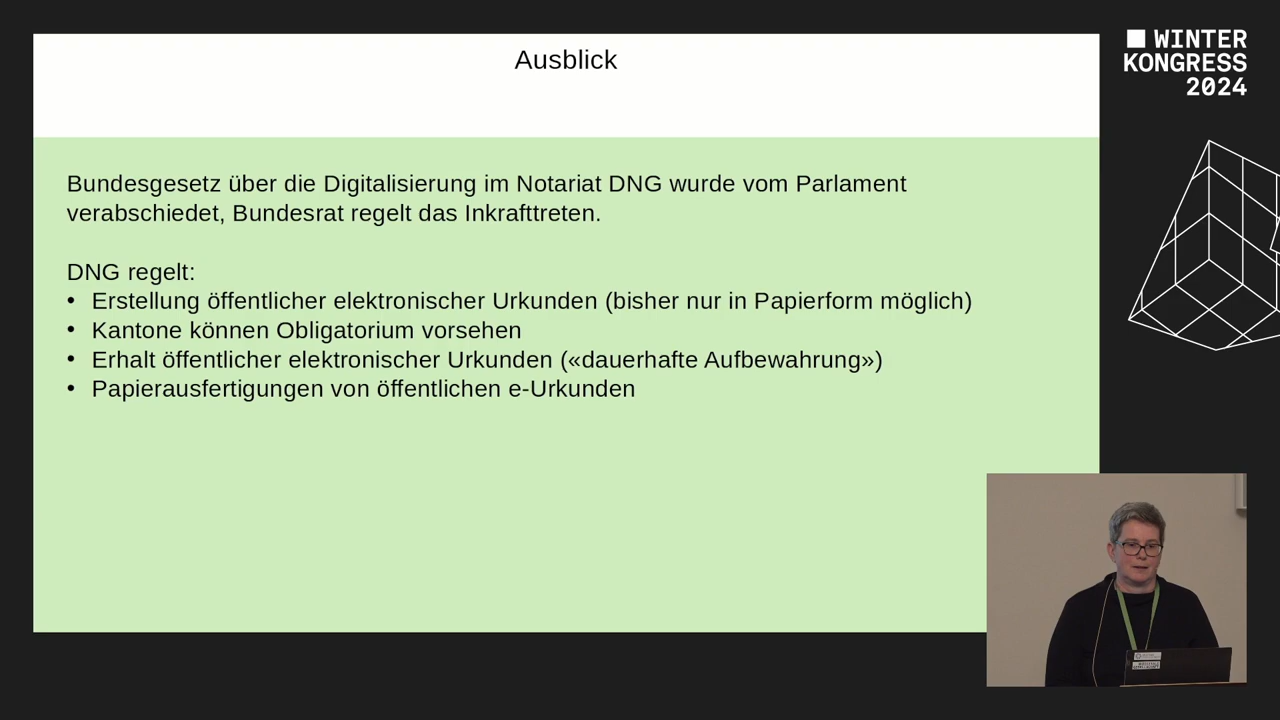 Ausblick
WINTER
KONGRESS
2024
Bundesgesetz über die Digitalisierung im Notariat DNG wurde vom Parlament
verabschiedet, Bundesrat regelt das Inkrafttreten.
DNG regelt:
• Erstellung öffentlicher elektronischer Urkunden (bisher nur in Papierform möglich)
• Kantone können Obligatorium vorsehen
• Erhalt öffentlicher elektronischer Urkunden («dauerhafte Aufbewahrung»)
• Papierausfertigungen von öffentlichen e-Urkunden